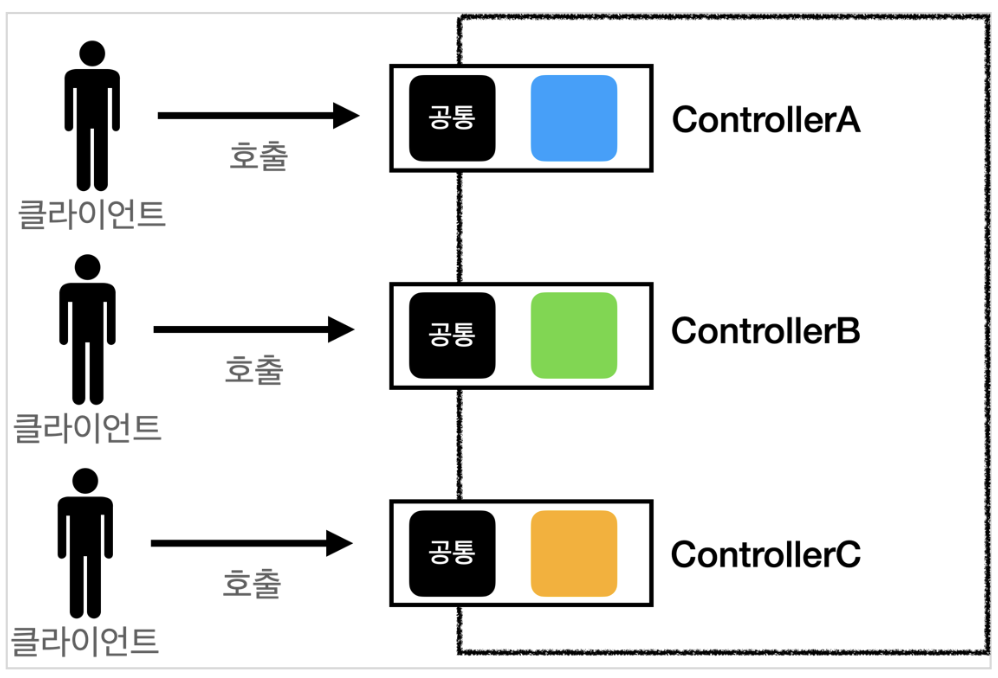 공통
ControllerA
호출
클라이언트
공통
ControllerB
호출
클라이언트
공통
ControllerC
호출
클라이언트